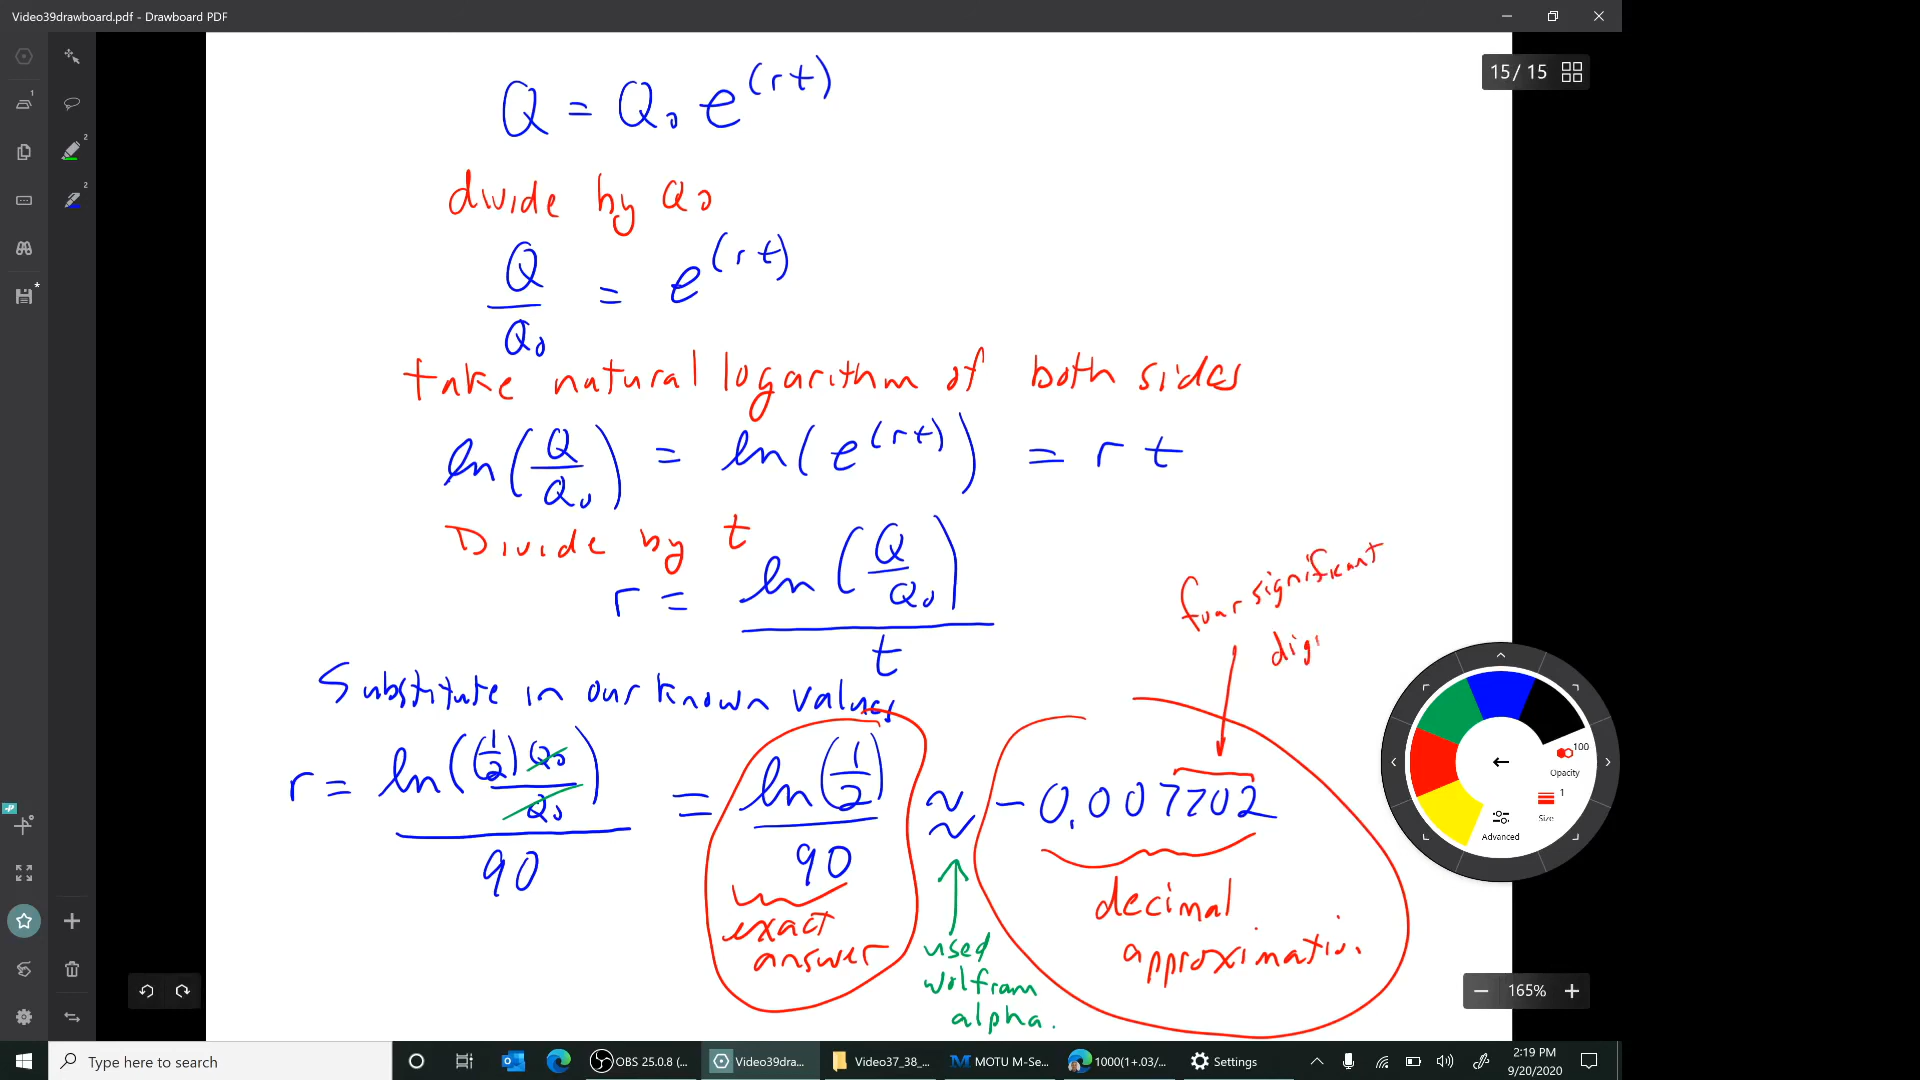 Video39drawboard.pdf - Drawboard PDF
15 / 15
Q = Q₀ e^(rt)
divide by Q₀
Q/Q₀ = e^(rt)
take natural logarithm of both sides
ln(Q/Q₀) = ln(e^(rt)) = r t
Divide by t
r = ln(Q/Q₀)/t
four significant
dig
Substitute in our known values
r = ln((1/2)Q₀/Q₀)/90 = ln(1/2)/90 ≈ -0.007702
exact
answer
used
wolfram
alpha.
decimal
approximatio.
100
Opacity
1
Size
Advanced
165%
Type here to search
OBS 25.0.8 (...
Video39dra...
Video37_38_...
MOTU M-Se...
1000(1+.03/...
Settings
2:19 PM
9/20/2020